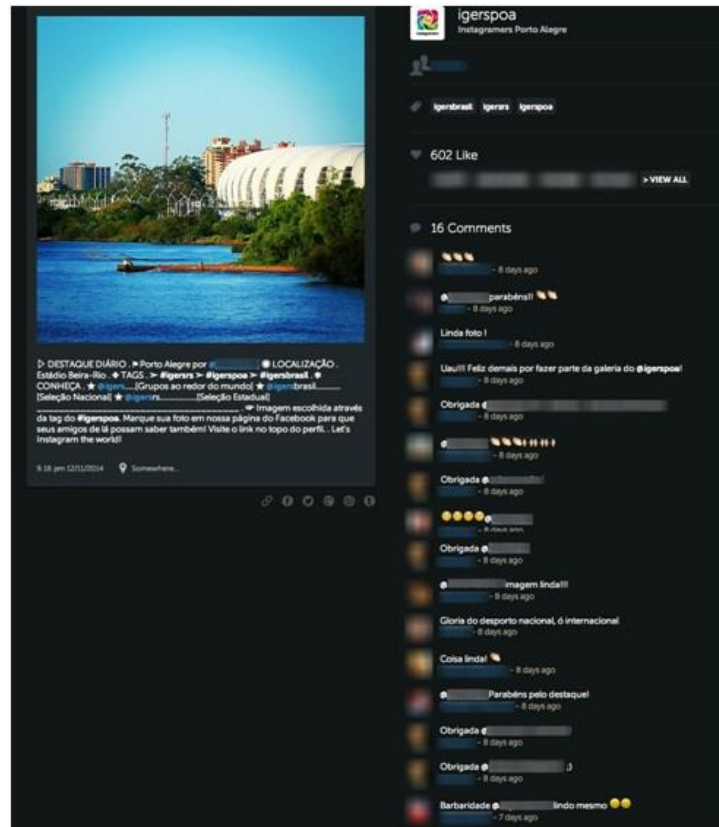 igerspoa
Instagramers Porto Alegre
igersbrasil igersrs igerspoa
602 Like
> VIEW ALL
16 Comments
- 8 days ago
@ parabéns!!
- 8 days ago
Linda foto !
- 8 days ago
Uau!!! Feliz demais por fazer parte da galeria do @igerspoa!
- 8 days ago
Obrigada @
- 8 days ago
@
- 8 days ago
Obrigada @
- 8 days ago
@
- 8 days ago
Obrigada @
- 8 days ago
@ imagem linda!!!
- 8 days ago
Gloria do desporto nacional, ó internacional
- 8 days ago
Coisa linda!
- 8 days ago
@ Parabéns pelo destaque!
- 8 days ago
Obrigada @
- 8 days ago
Obrigada @ ;)
- 8 days ago
Barbaridade @ lindo mesmo
- 7 days ago
▷ DESTAQUE DIÁRIO . ⚑ Porto Alegre por @ LOCALIZAÇÃO .
Estádio Beira-Rio . ◆ TAGS . ➣ #igersrs ➣ #igerspoa ➣ #igersbrasil .
CONHEÇA . ★ @igers___[Grupos ao redor do mundo] ★ @igersbrasil
[Seleção Nacional] ★ @igersrs [Seleção Estadual]
Imagem escolhida através
da tag do #igerspoa. Marque sua foto em nossa página do Facebook para que
seus amigos de lá possam saber também! Visite o link no topo do perfil. . Let's
Instagram the world!!
9:16 pm 12/11/2014 Somewhere...